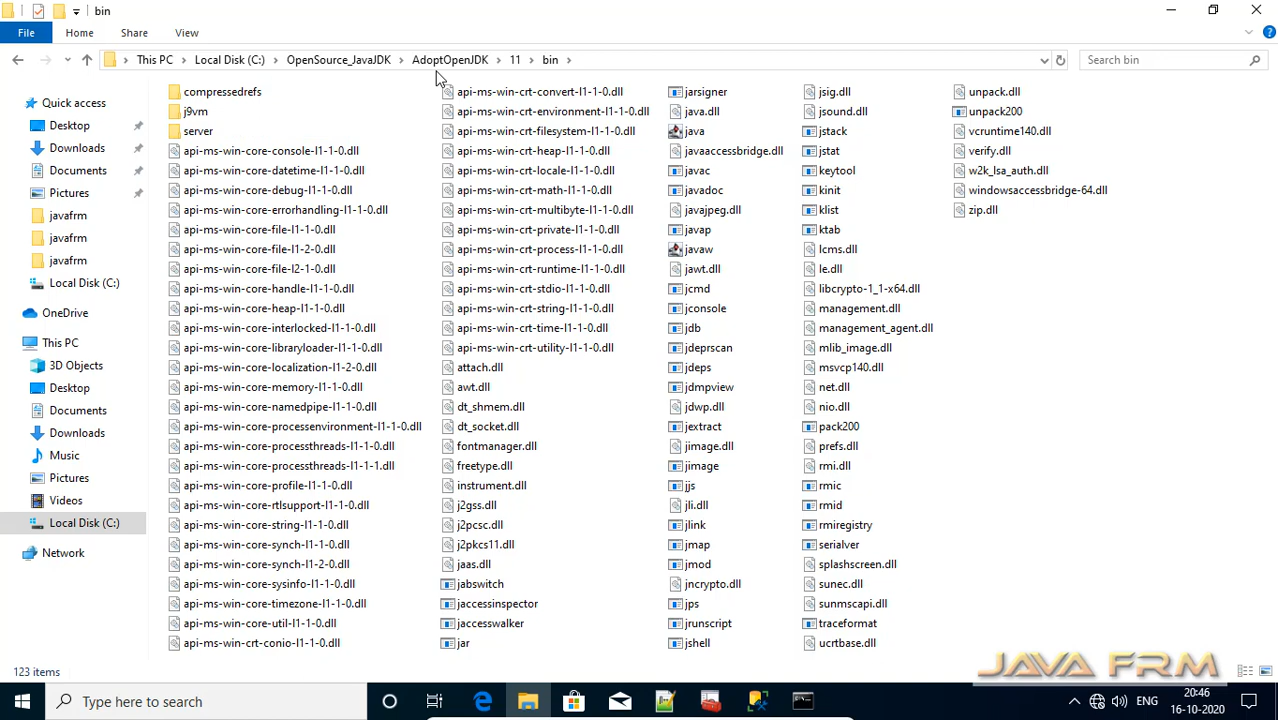 bin
File
Home
Share
View
This PC
Local Disk (C:)
OpenSource_JavaJDK
AdoptOpenJDK
11
bin
Search bin
Quick access
Desktop
Downloads
Documents
Pictures
javafrm
javafrm
javafrm
Local Disk (C:)
OneDrive
This PC
3D Objects
Desktop
Documents
Downloads
Music
Pictures
Videos
Local Disk (C:)
Network
compressedrefs
j9vm
server
api-ms-win-core-console-l1-1-0.dll
api-ms-win-core-datetime-l1-1-0.dll
api-ms-win-core-debug-l1-1-0.dll
api-ms-win-core-errorhandling-l1-1-0.dll
api-ms-win-core-file-l1-1-0.dll
api-ms-win-core-file-l1-2-0.dll
api-ms-win-core-file-l2-1-0.dll
api-ms-win-core-handle-l1-1-0.dll
api-ms-win-core-heap-l1-1-0.dll
api-ms-win-core-interlocked-l1-1-0.dll
api-ms-win-core-libraryloader-l1-1-0.dll
api-ms-win-core-localization-l1-2-0.dll
api-ms-win-core-memory-l1-1-0.dll
api-ms-win-core-namedpipe-l1-1-0.dll
api-ms-win-core-processenvironment-l1-1-0.dll
api-ms-win-core-processthreads-l1-1-0.dll
api-ms-win-core-processthreads-l1-1-1.dll
api-ms-win-core-profile-l1-1-0.dll
api-ms-win-core-rtlsupport-l1-1-0.dll
api-ms-win-core-string-l1-1-0.dll
api-ms-win-core-synch-l1-1-0.dll
api-ms-win-core-synch-l1-2-0.dll
api-ms-win-core-sysinfo-l1-1-0.dll
api-ms-win-core-timezone-l1-1-0.dll
api-ms-win-core-util-l1-1-0.dll
api-ms-win-crt-conio-l1-1-0.dll
api-ms-win-crt-convert-l1-1-0.dll
api-ms-win-crt-environment-l1-1-0.dll
api-ms-win-crt-filesystem-l1-1-0.dll
api-ms-win-crt-heap-l1-1-0.dll
api-ms-win-crt-locale-l1-1-0.dll
api-ms-win-crt-math-l1-1-0.dll
api-ms-win-crt-multibyte-l1-1-0.dll
api-ms-win-crt-private-l1-1-0.dll
api-ms-win-crt-process-l1-1-0.dll
api-ms-win-crt-runtime-l1-1-0.dll
api-ms-win-crt-stdio-l1-1-0.dll
api-ms-win-crt-string-l1-1-0.dll
api-ms-win-crt-time-l1-1-0.dll
api-ms-win-crt-utility-l1-1-0.dll
attach.dll
awt.dll
dt_shmem.dll
dt_socket.dll
fontmanager.dll
freetype.dll
instrument.dll
j2gss.dll
j2pcsc.dll
j2pkcs11.dll
jaas.dll
jabswitch
jaccessinspector
jaccesswalker
jar
jarsigner
java.dll
java
javaaccessbridge.dll
javac
javadoc
javajpeg.dll
javap
javaw
jawt.dll
jcmd
jconsole
jdb
jdeprscan
jdeps
jdmpview
jdwp.dll
jextract
jimage.dll
jimage
jjs
jli.dll
jlink
jmap
jmod
jncrypto.dll
jps
jrunscript
jshell
jsig.dll
jsound.dll
jstack
jstat
keytool
kinit
klist
ktab
lcms.dll
le.dll
libcrypto-1_1-x64.dll
management.dll
management_agent.dll
mlib_image.dll
msvcp140.dll
net.dll
nio.dll
pack200
prefs.dll
rmi.dll
rmic
rmid
rmiregistry
serialver
splashscreen.dll
sunec.dll
sunmscapi.dll
traceformat
ucrtbase.dll
unpack.dll
unpack200
vcruntime140.dll
verify.dll
w2k_lsa_auth.dll
windowsaccessbridge-64.dll
zip.dll
123 items
JAVA FRM
Type here to search
ENG
20:46
16-10-2020